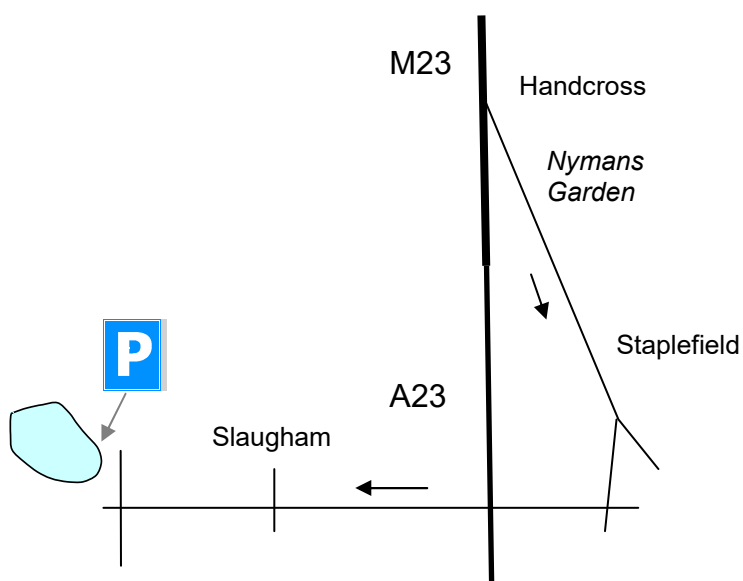 M23
Handcross
Nymans
Garden
P
Staplefield
A23
Slaugham